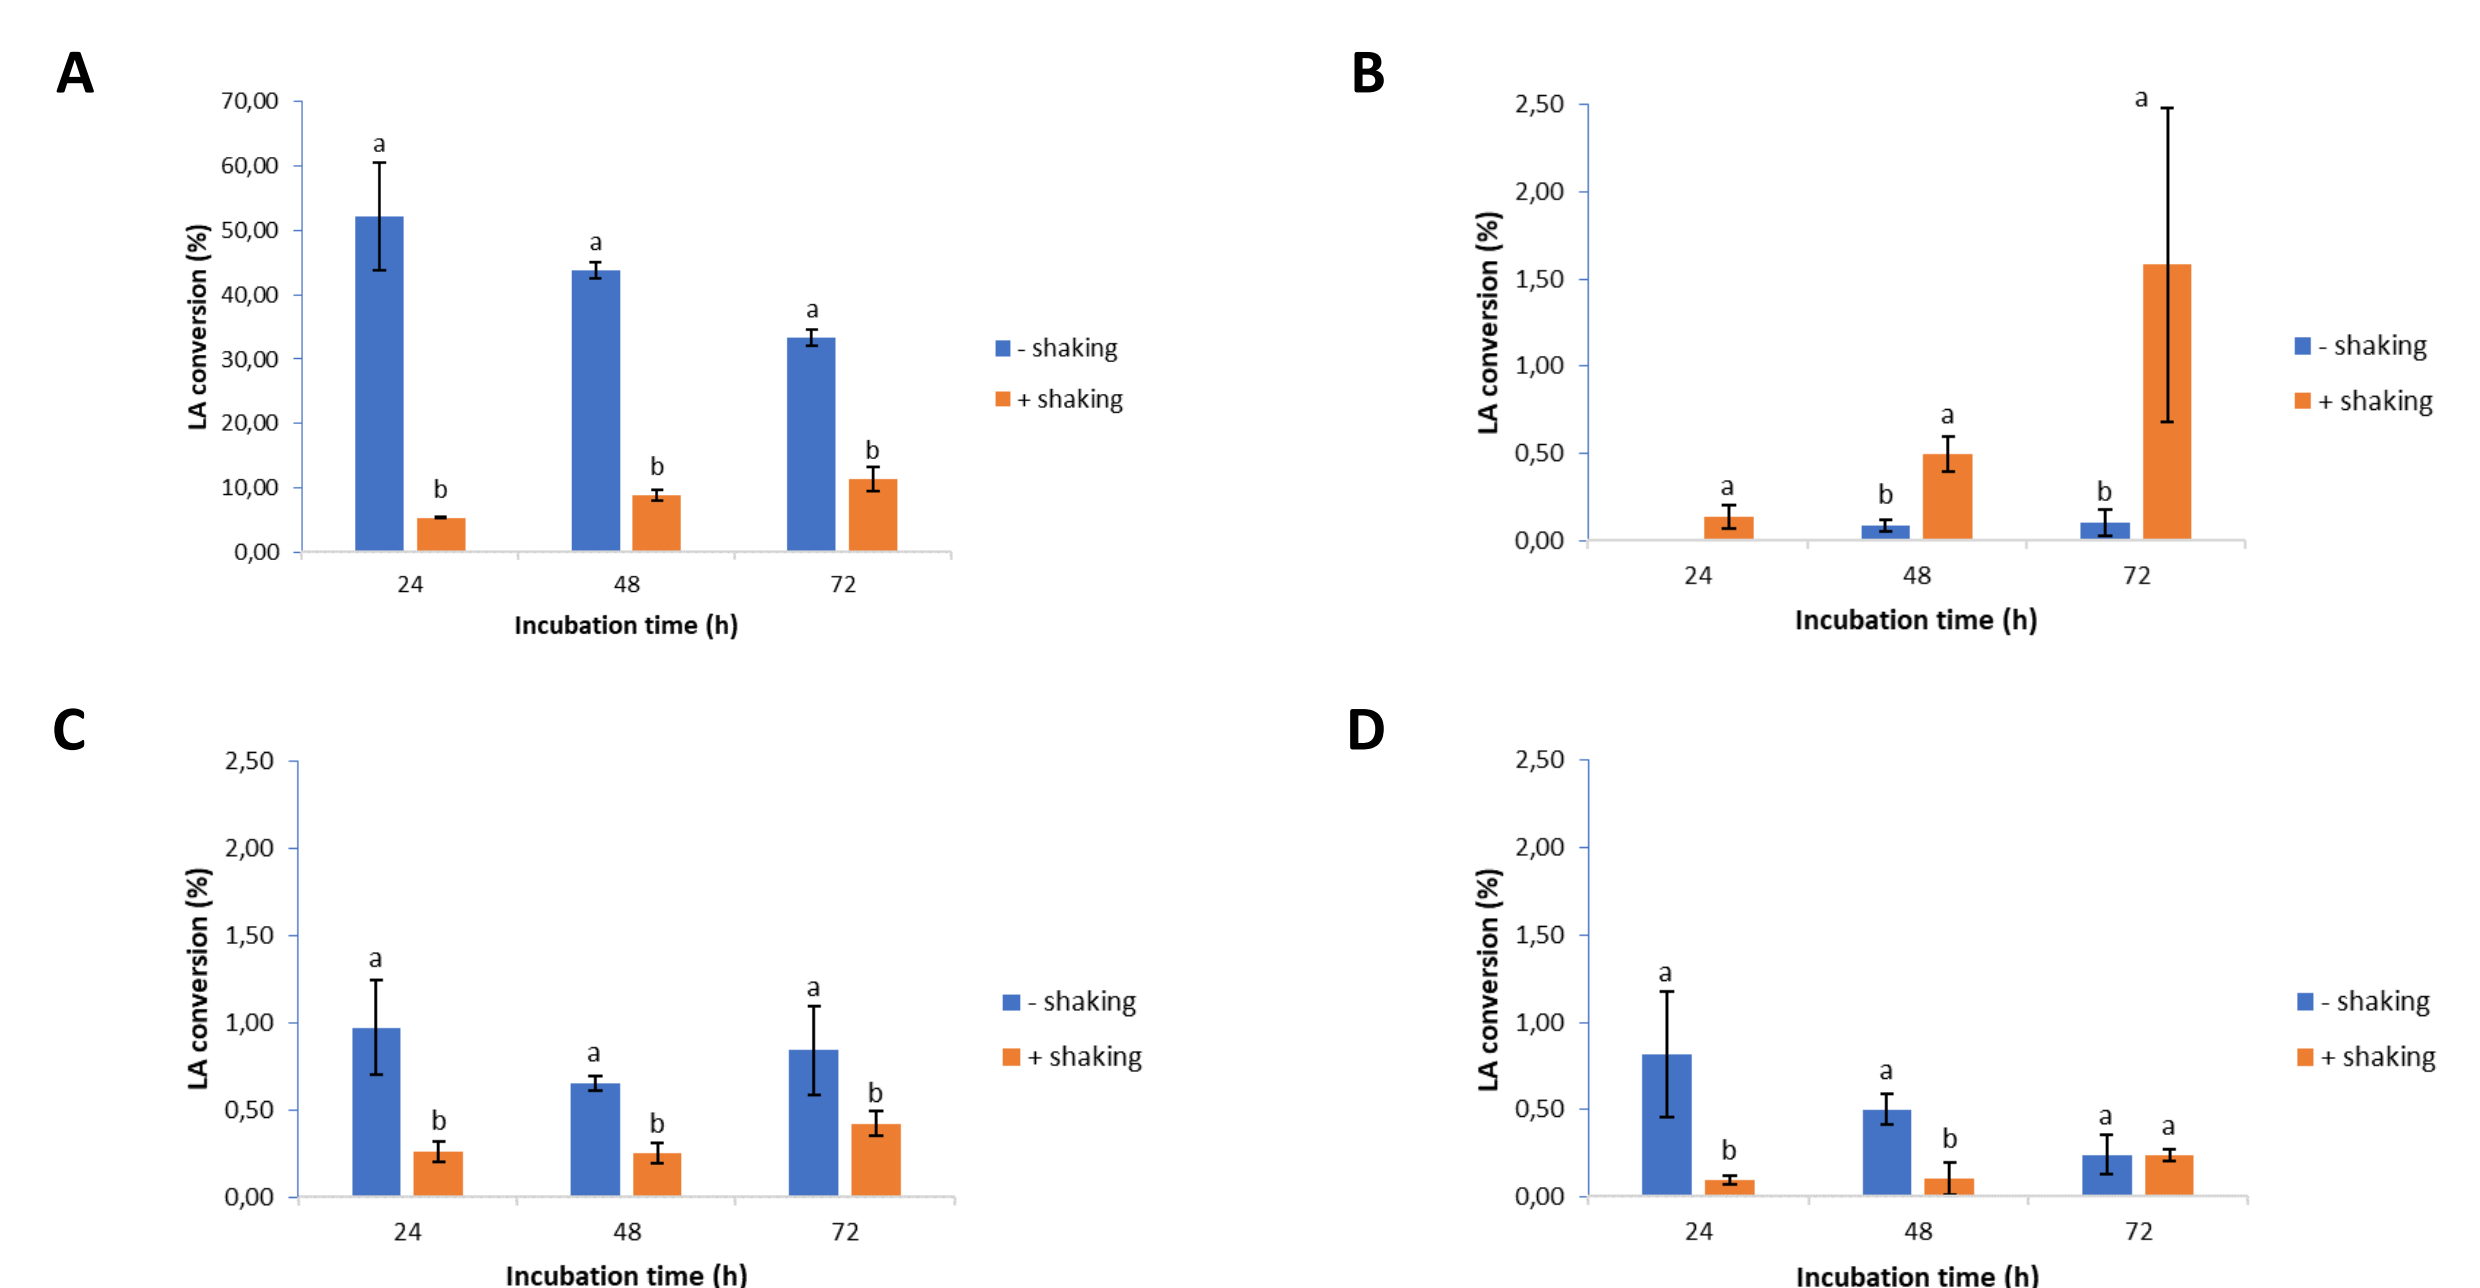 A
70,00
60,00
50,00
40,00
30,00
20,00
10,00
0,00
LA conversion (%)
a
b
a
b
a
b
24
48
72
Incubation time (h)
- shaking
+ shaking
B
2,50
2,00
1,50
1,00
0,50
0,00
LA conversion (%)
a
b
a
b
a
24
48
72
Incubation time (h)
- shaking
+ shaking
C
2,50
2,00
1,50
1,00
0,50
0,00
LA conversion (%)
a
b
a
b
a
b
24
48
72
Incubation time (h)
- shaking
+ shaking
D
2,50
2,00
1,50
1,00
0,50
0,00
LA conversion (%)
a
b
a
b
a
a
24
48
72
Incubation time (h)
- shaking
+ shaking